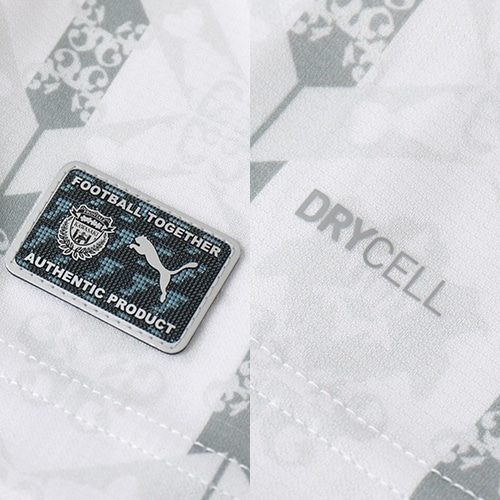 FOOTBALL TOGETHER
AUTHENTIC PRODUCT
DRYCELL